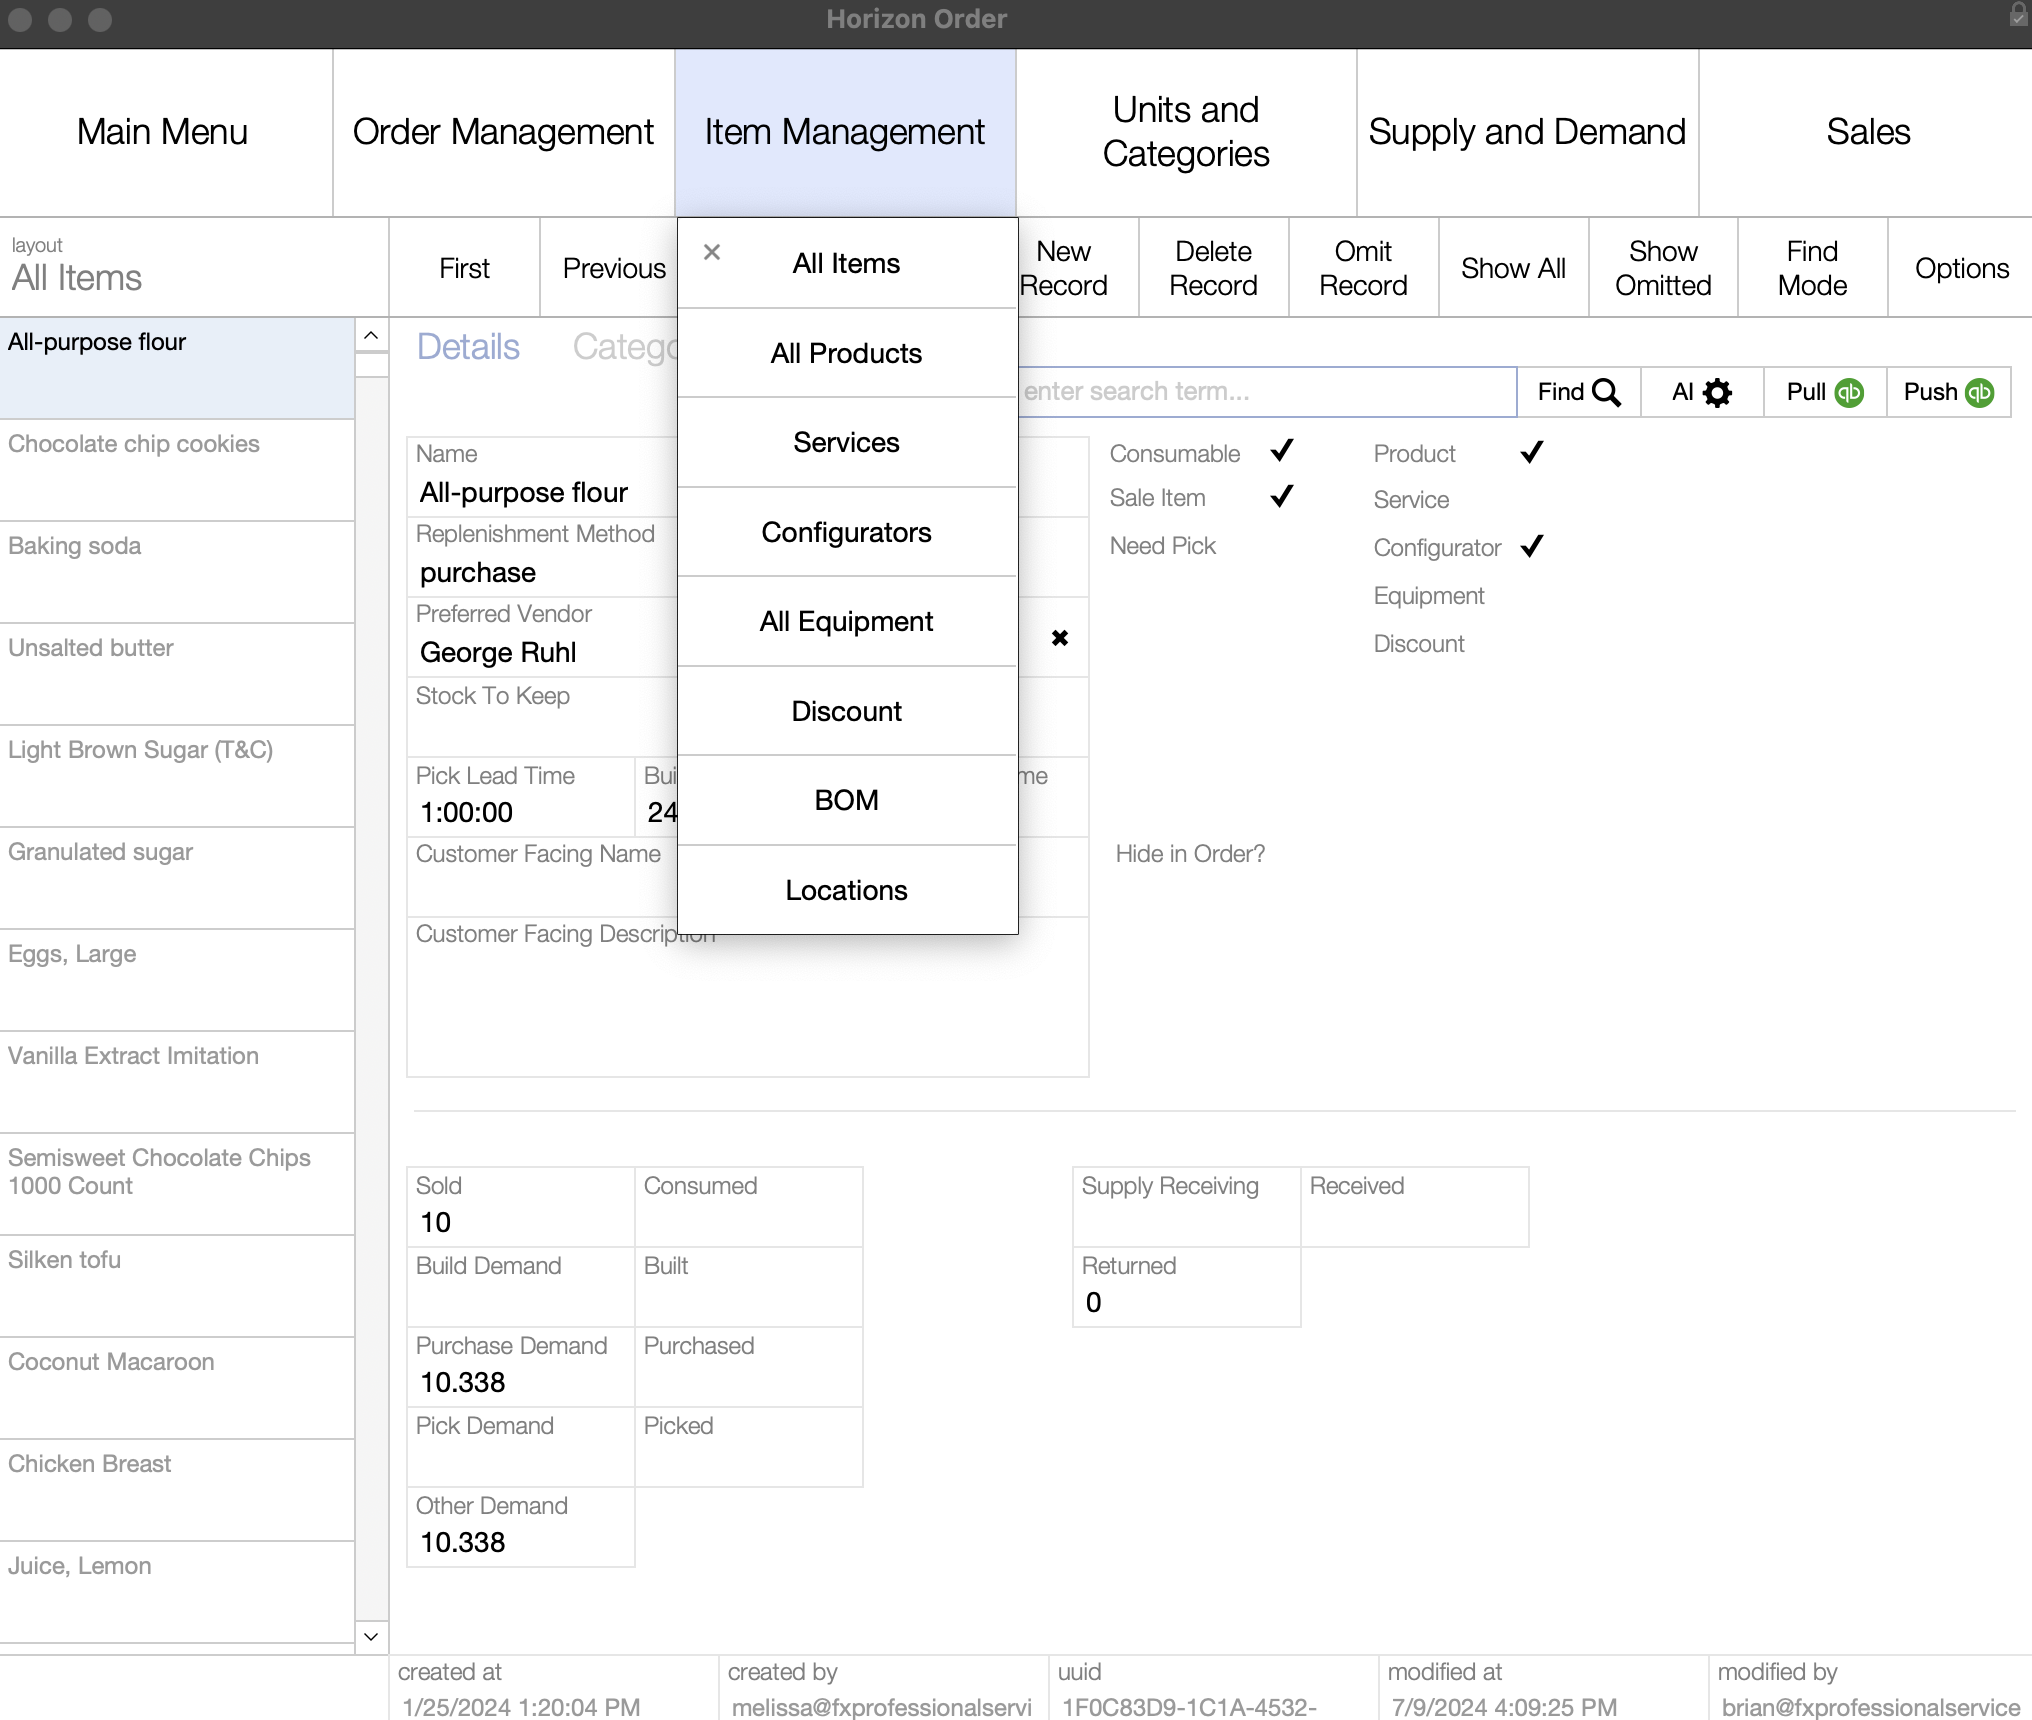 Horizon Order
Main Menu
Order Management
Item Management
Units and
Categories
Supply and Demand
Sales
layout
All Items
First
Previous
New
Record
Delete
Record
Omit
Record
Show All
Show
Omitted
Find
Mode
Options
All Items
All Products
Services
Configurators
All Equipment
Discount
BOM
Locations
All-purpose flour
Chocolate chip cookies
Baking soda
Unsalted butter
Light Brown Sugar (T&C)
Granulated sugar
Eggs, Large
Vanilla Extract Imitation
Semisweet Chocolate Chips
1000 Count
Silken tofu
Coconut Macaroon
Chicken Breast
Juice, Lemon
Details
Catego
enter search term...
Find
AI
Pull qb
Push qb
Name
All-purpose flour
Replenishment Method
purchase
Preferred Vendor
George Ruhl
Stock To Keep
Pick Lead Time
1:00:00
Bui
24
me
Customer Facing Name
Customer Facing Description
Consumable
Sale Item
Need Pick
Product
Service
Configurator
Equipment
Discount
Hide in Order?
Sold
10
Consumed
Build Demand
Built
Purchase Demand
10.338
Purchased
Pick Demand
Picked
Other Demand
10.338
Supply Receiving
Received
Returned
0
created at
1/25/2024 1:20:04 PM
created by
melissa@fxprofessionalservi
uuid
1F0C83D9-1C1A-4532-
modified at
7/9/2024 4:09:25 PM
modified by
brian@fxprofessionalservice